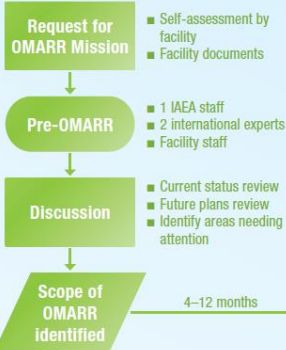 Request for
OMARR Mission
■ Self-assessment by
facility
■ Facility documents
Pre-OMARR
■ 1 IAEA staff
■ 2 international experts
■ Facility staff
Discussion
■ Current status review
■ Future plans review
■ Identify areas needing
attention
Scope of
OMARR
identified
4–12 months